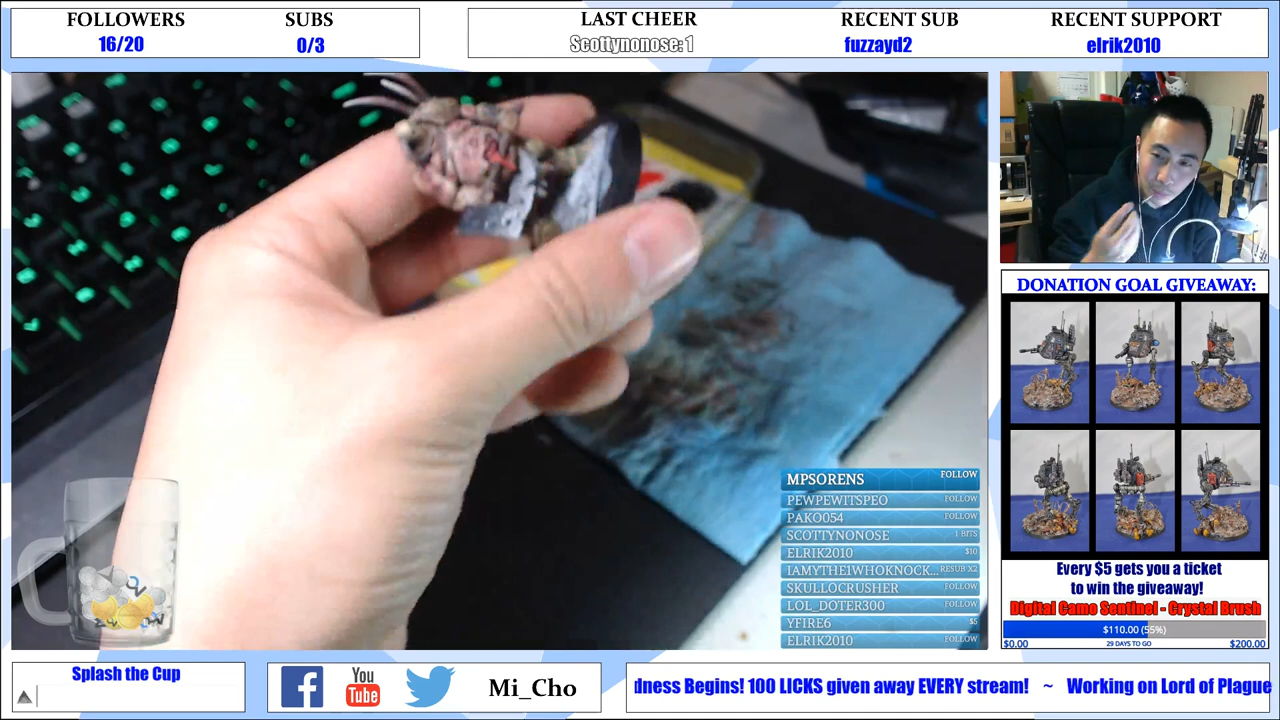 FOLLOWERS
16/20
SUBS
0/3
LAST CHEER
Scottynonose: 1
RECENT SUB
fuzzayd2
RECENT SUPPORT
elrik2010
DONATION GOAL GIVEAWAY:
MPSORENS FOLLOW
PEWPEWITSPEO FOLLOW
PAKO054 FOLLOW
SCOTTYNONOSE 1 BITS
ELRIK2010 $10
IAMYTHE1WHOKNOCK... RESUB X2
SKULLOCRUSHER FOLLOW
LOL_DOTER300 FOLLOW
YFIRE6 $5
ELRIK2010 FOLLOW
Every $5 gets you a ticket
to win the giveaway!
Digital Camo Sentinel - Crystal Brush
$110.00 (55%)
$0.00 29 DAYS TO GO $200.00
Splash the Cup
You
Tube
Mi_Cho
dness Begins! 100 LICKS given away EVERY stream! ~ Working on Lord of Plague